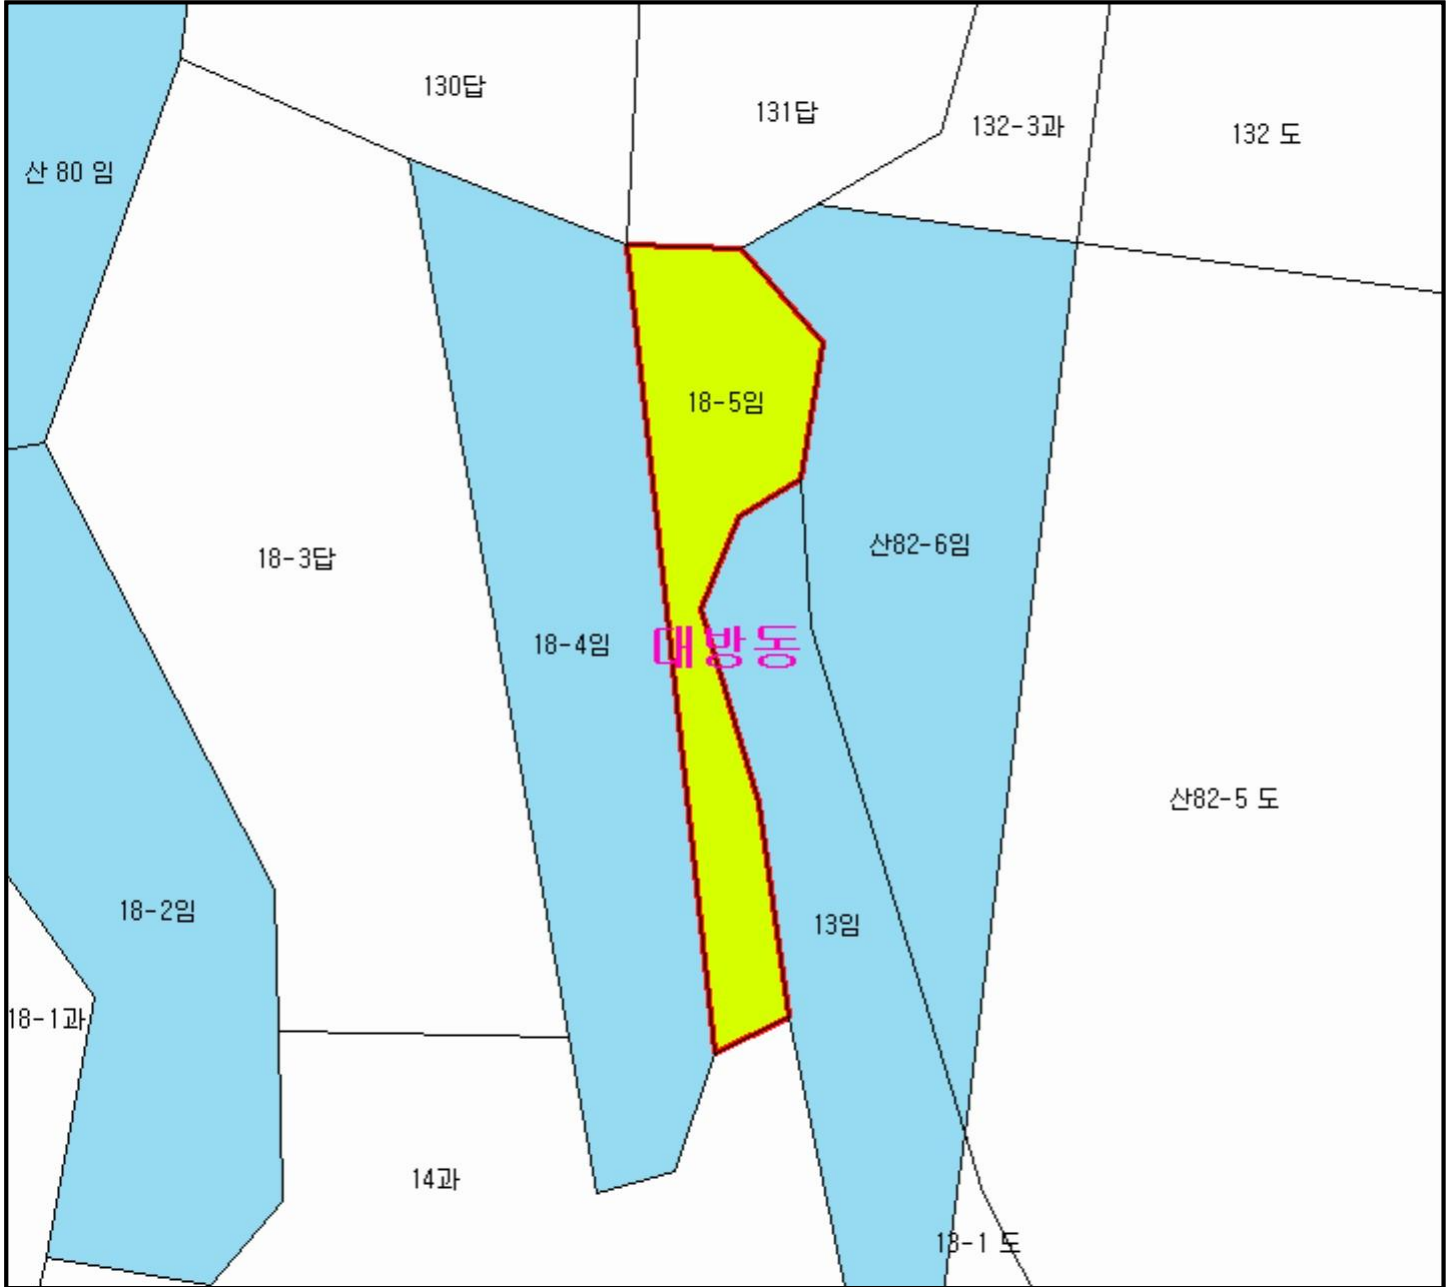 130답
131답
132-3과
132 도
산 80 임
18-5임
산82-6임
18-3답
18-4임
대방동
산82-5 도
18-2임
13임
18-1과
14과
13-1 도